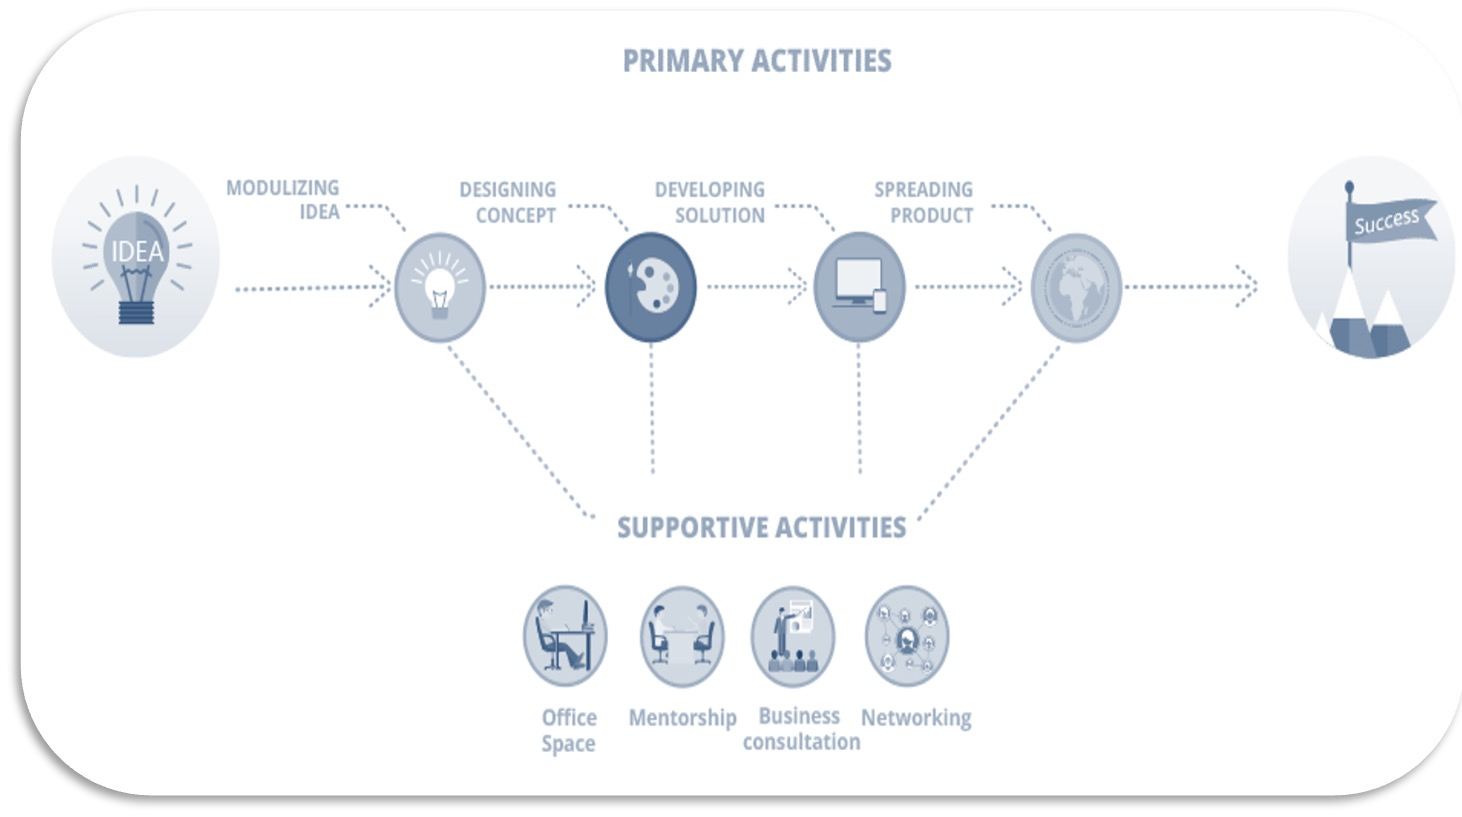 PRIMARY ACTIVITIES
IDEA
MODULIZING
IDEA
DESIGNING
CONCEPT
DEVELOPING
SOLUTION
SPREADING
PRODUCT
Success
SUPPORTIVE ACTIVITIES
Office
Space
Mentorship
Business
consultation
Networking